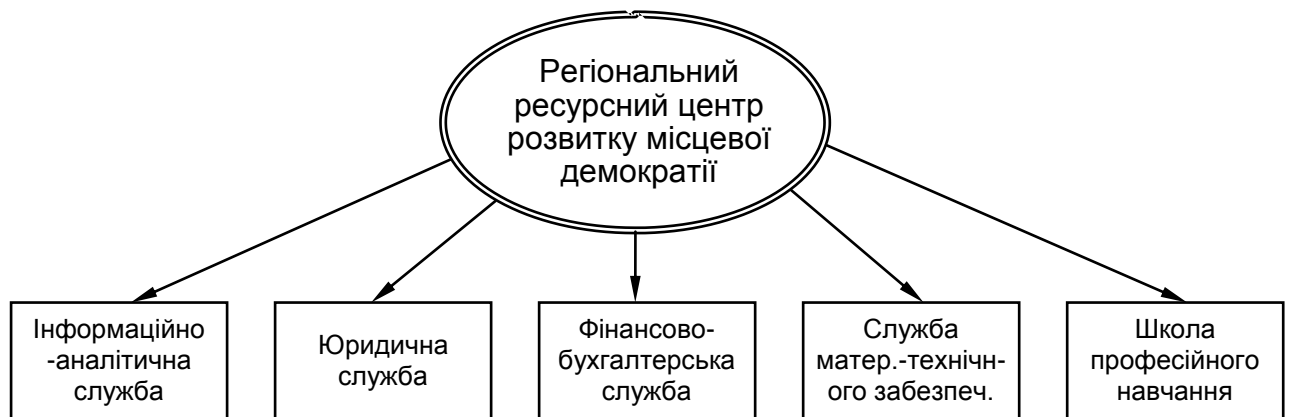 Регіональний
ресурсний центр
розвитку місцевої
демократії
Інформаційно
-аналітична
служба
Юридична
служба
Фінансово-
бухгалтерська
служба
Служба
матер.-технічн-
ого забезпеч.
Школа
професійного
навчання